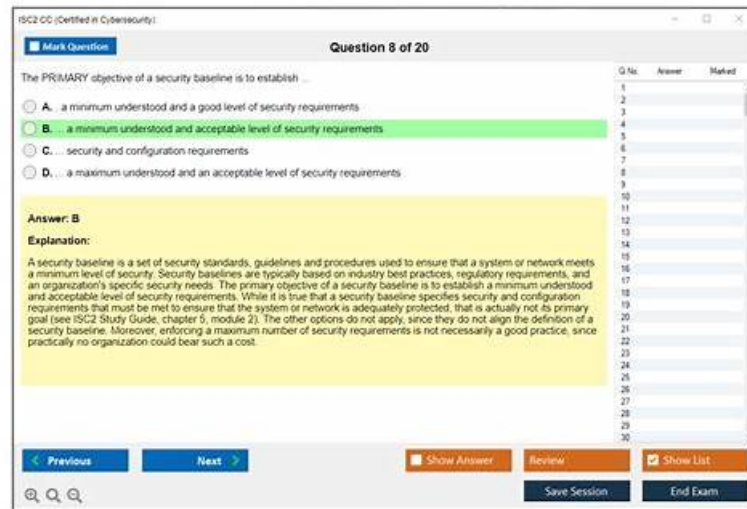 ISC2 CC (Certified in Cybersecurity)
Mark Question
Question 8 of 20
Q.No. Answer Marked
The PRIMARY objective of a security baseline is to establish ...
A. .. a minimum understood and a good level of security requirements
B. ... a minimum understood and acceptable level of security requirements
C. ... security and configuration requirements
D. ... a maximum understood and an acceptable level of security requirements
Answer: B
Explanation:
A security baseline is a set of security standards, guidelines and procedures used to ensure that a system or network meets
a minimum level of security. Security baselines are typically based on industry best practices, regulatory requirements, and
an organization's specific security needs. The primary objective of a security baseline is to establish a minimum understood
and acceptable level of security requirements. While it is true that a security baseline specifies security and configuration
requirements that must be met to ensure that the system or network is adequately protected, that is actually not its primary
goal (see ISC2 Study Guide, chapter 5, module 2). The other options do not apply, since they do not align the definition of a
security baseline. Moreover, enforcing a maximum number of security requirements is not necessarily a good practice, since
practically no organization could bear such a cost.
1
2
3
4
5
6
7
8
9
10
11
12
13
14
15
16
17
18
19
20
21
22
23
24
25
26
27
28
29
30
Previous
Next
Show Answer
Review
Show List
Save Session
End Exam